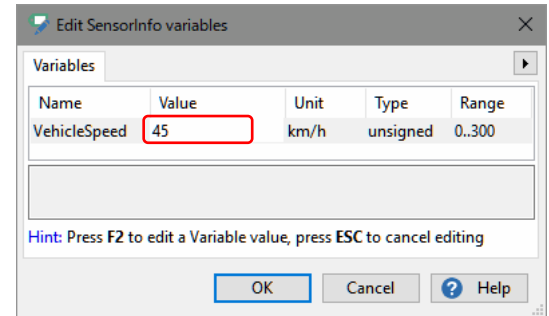 Edit SensorInfo variables
Variables
Name Value Unit Type Range
VehicleSpeed 45 km/h unsigned 0..300
Hint: Press F2 to edit a Variable value, press ESC to cancel editing
OK Cancel Help